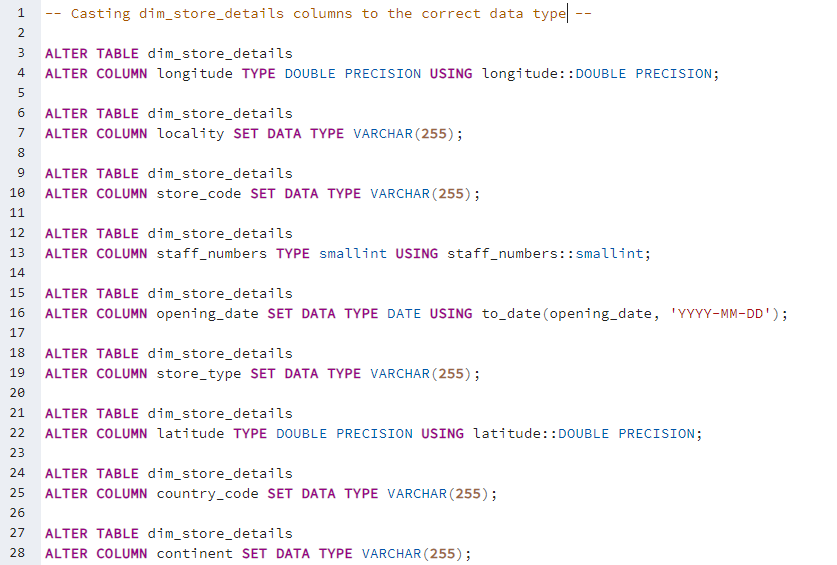 1 -- Casting dim_store_details columns to the correct data type --
2
3 ALTER TABLE dim_store_details
4 ALTER COLUMN longitude TYPE DOUBLE PRECISION USING longitude::DOUBLE PRECISION;
5
6 ALTER TABLE dim_store_details
7 ALTER COLUMN locality SET DATA TYPE VARCHAR(255);
8
9 ALTER TABLE dim_store_details
10 ALTER COLUMN store_code SET DATA TYPE VARCHAR(255);
11
12 ALTER TABLE dim_store_details
13 ALTER COLUMN staff_numbers TYPE smallint USING staff_numbers::smallint;
14
15 ALTER TABLE dim_store_details
16 ALTER COLUMN opening_date SET DATA TYPE DATE USING to_date(opening_date, 'YYYY-MM-DD');
17
18 ALTER TABLE dim_store_details
19 ALTER COLUMN store_type SET DATA TYPE VARCHAR(255);
20
21 ALTER TABLE dim_store_details
22 ALTER COLUMN latitude TYPE DOUBLE PRECISION USING latitude::DOUBLE PRECISION;
23
24 ALTER TABLE dim_store_details
25 ALTER COLUMN country_code SET DATA TYPE VARCHAR(255);
26
27 ALTER TABLE dim_store_details
28 ALTER COLUMN continent SET DATA TYPE VARCHAR(255);